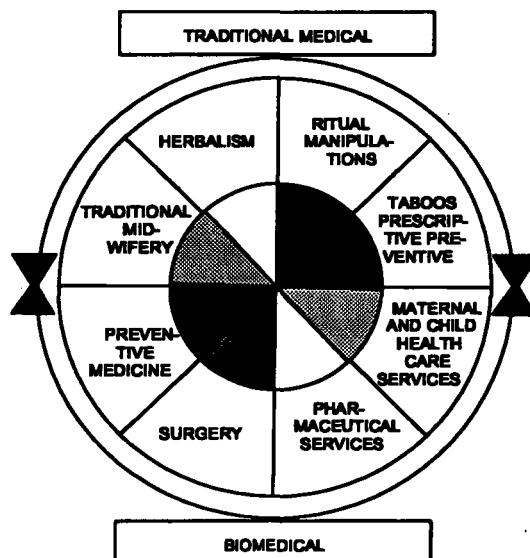 TRADITIONAL MEDICAL
HERBALISM
RITUAL
MANIPULA-
TIONS
TRADITIONAL
MID-
WIFERY
TABOOS
PRESCRIP-
TIVE PRE-
VENTIVE
PREVEN-
TIVE
MEDICINE
MATERNAL
AND CHILD
HEALTH
CARE
SERVICES
SURGERY
PHAR-
MACEUTICAL
SERVICES
BIOMEDICAL